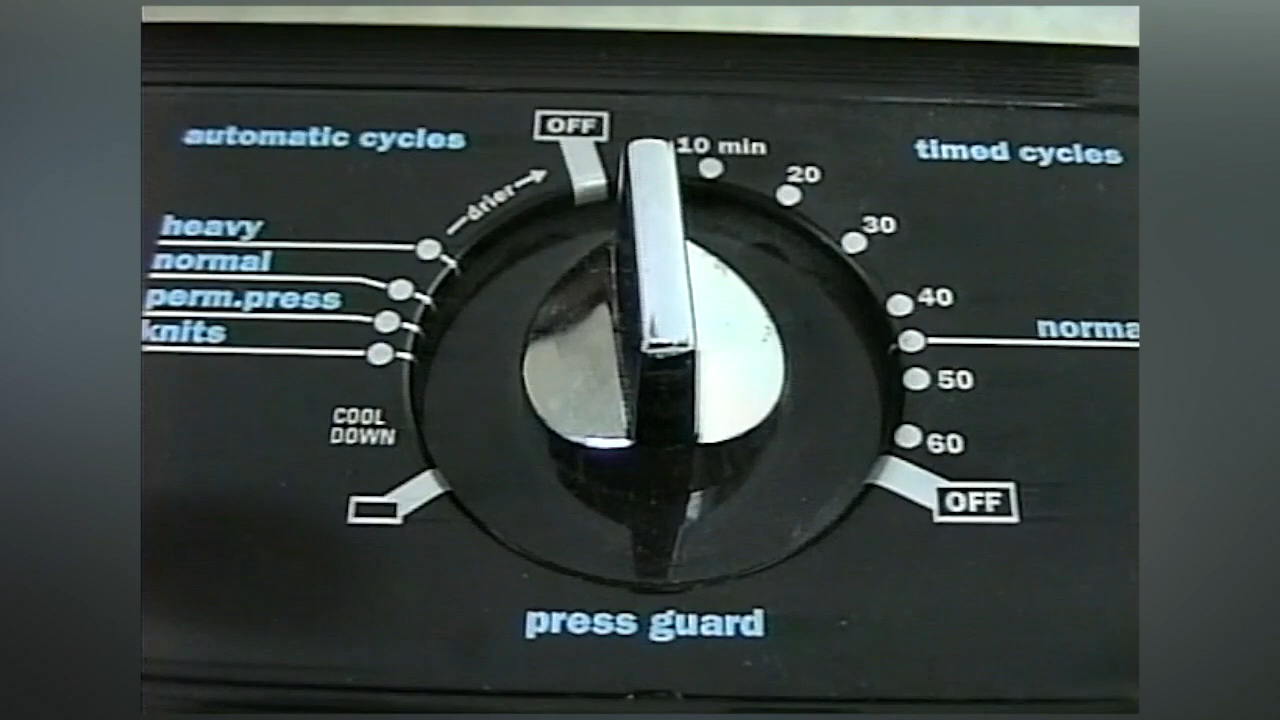 OFF
automatic cycles
10 min
timed cycles
drier
20
heavy
30
normal
perm.press
40
knits
norma
50
COOL
DOWN
60
OFF
press guard